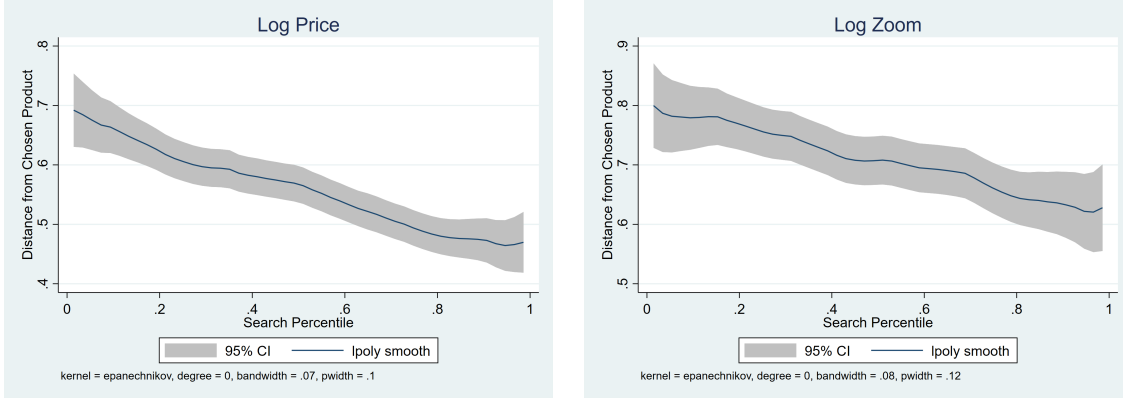 Log Price
.8
.7
.6
.5
.4
Distance from Chosen Product
0 .2 .4 .6 .8 1
Search Percentile
95% CI lpoly smooth
kernel = epanechnikov, degree = 0, bandwidth = .07, pwidth = .1
Log Zoom
.9
.8
.7
.6
.5
Distance from Chosen Product
0 .2 .4 .6 .8 1
Search Percentile
95% CI lpoly smooth
kernel = epanechnikov, degree = 0, bandwidth = .08, pwidth = .12